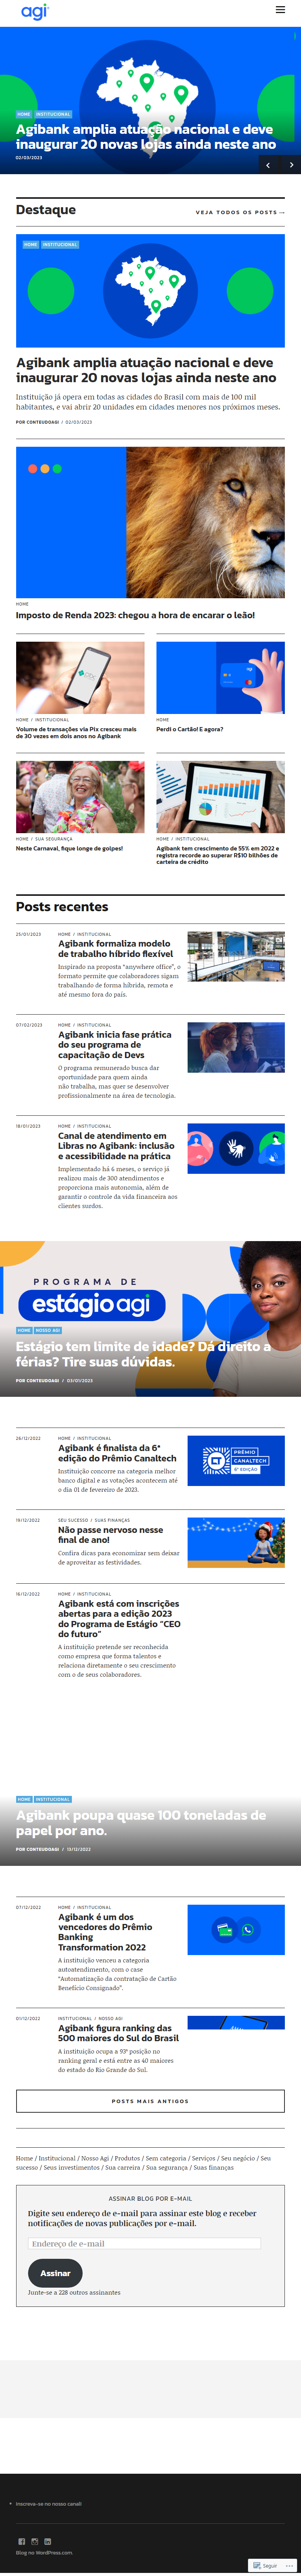 agi
HOME INSTITUCIONAL
Agibank amplia atuação nacional e deve
inaugurar 20 novas lojas ainda neste ano
02/03/2023
Destaque
VEJA TODOS OS POSTS →
HOME INSTITUCIONAL
Agibank amplia atuação nacional e deve
inaugurar 20 novas lojas ainda neste ano
Instituição já opera em todas as cidades do Brasil com mais de 100 mil
habitantes, e vai abrir 20 unidades em cidades menores nos próximos meses.
POR CONTEUDOAGI / 02/03/2023
HOME
Imposto de Renda 2023: chegou a hora de encarar o leão!
HOME / INSTITUCIONAL
Volume de transações via Pix cresceu mais
de 30 vezes em dois anos no Agibank
HOME
Perdi o Cartão! E agora?
HOME / SUA SEGURANÇA
Neste Carnaval, fique longe de golpes!
HOME / INSTITUCIONAL
Agibank tem crescimento de 55% em 2022 e
registra recorde ao superar R$10 bilhões de
carteira de crédito
Posts recentes
25/01/2023
HOME / INSTITUCIONAL
Agibank formaliza modelo
de trabalho híbrido flexível
Inspirado na proposta “anywhere office”, o
formato permite que colaboradores sigam
trabalhando de forma híbrida, remota e
até mesmo fora do país.
07/02/2023
HOME / INSTITUCIONAL
Agibank inicia fase prática
do seu programa de
capacitação de Devs
O programa remunerado busca dar
oportunidade para quem ainda
não trabalha, mas quer se desenvolver
profissionalmente na área de tecnologia.
18/01/2023
HOME / INSTITUCIONAL
Canal de atendimento em
Libras no Agibank: inclusão
e acessibilidade na prática
Implementado há 6 meses, o serviço já
realizou mais de 300 atendimentos e
proporciona mais autonomia, além de
garantir o controle da vida financeira aos
clientes surdos.
PROGRAMA DE
estágio agi
HOME NOSSO AGI
Estágio tem limite de idade? Dá direito a
férias? Tire suas dúvidas.
POR CONTEUDOAGI / 03/01/2023
26/12/2022
HOME / INSTITUCIONAL
Agibank é finalista da 6ª
edição do Prêmio Canaltech
Instituição concorre na categoria melhor
banco digital e as votações acontecem até
o dia 01 de fevereiro de 2023.
PRÊMIO
CANALTECH
6ª EDIÇÃO
19/12/2022
SEU SUCESSO / SUAS FINANÇAS
Não passe nervoso nesse
final de ano!
Confira dicas para economizar sem deixar
de aproveitar as festividades.
16/12/2022
HOME / INSTITUCIONAL
Agibank está com inscrições
abertas para a edição 2023
do Programa de Estágio “CEO
do futuro”
A instituição pretende ser reconhecida
como empresa que forma talentos e
relaciona diretamente o seu crescimento
com o de seus colaboradores.
HOME INSTITUCIONAL
Agibank poupa quase 100 toneladas de
papel por ano.
POR CONTEUDOAGI / 13/12/2022
07/12/2022
HOME / INSTITUCIONAL
Agibank é um dos
vencedores do Prêmio
Banking
Transformation 2022
A instituição venceu a categoria
autoatendimento, com o case
“Automatização da contratação de Cartão
Benefício Consignado”.
01/12/2022
INSTITUCIONAL / NOSSO AGI
Agibank figura ranking das
500 maiores do Sul do Brasil
A instituição ocupa a 93ª posição no
ranking geral e está entre as 40 maiores
do estado do Rio Grande do Sul.
POSTS MAIS ANTIGOS
Home / Institucional / Nosso Agi / Produtos / Sem categoria / Serviços / Seu negócio / Seu
sucesso / Seus investimentos / Sua carreira / Sua segurança / Suas finanças
ASSINAR BLOG POR E-MAIL
Digite seu endereço de e-mail para assinar este blog e receber
notificações de novas publicações por e-mail.
Endereço de e-mail
Assinar
Junte-se a 228 outros assinantes
Inscreva-se no nosso canal!
Blog no WordPress.com.
Seguir